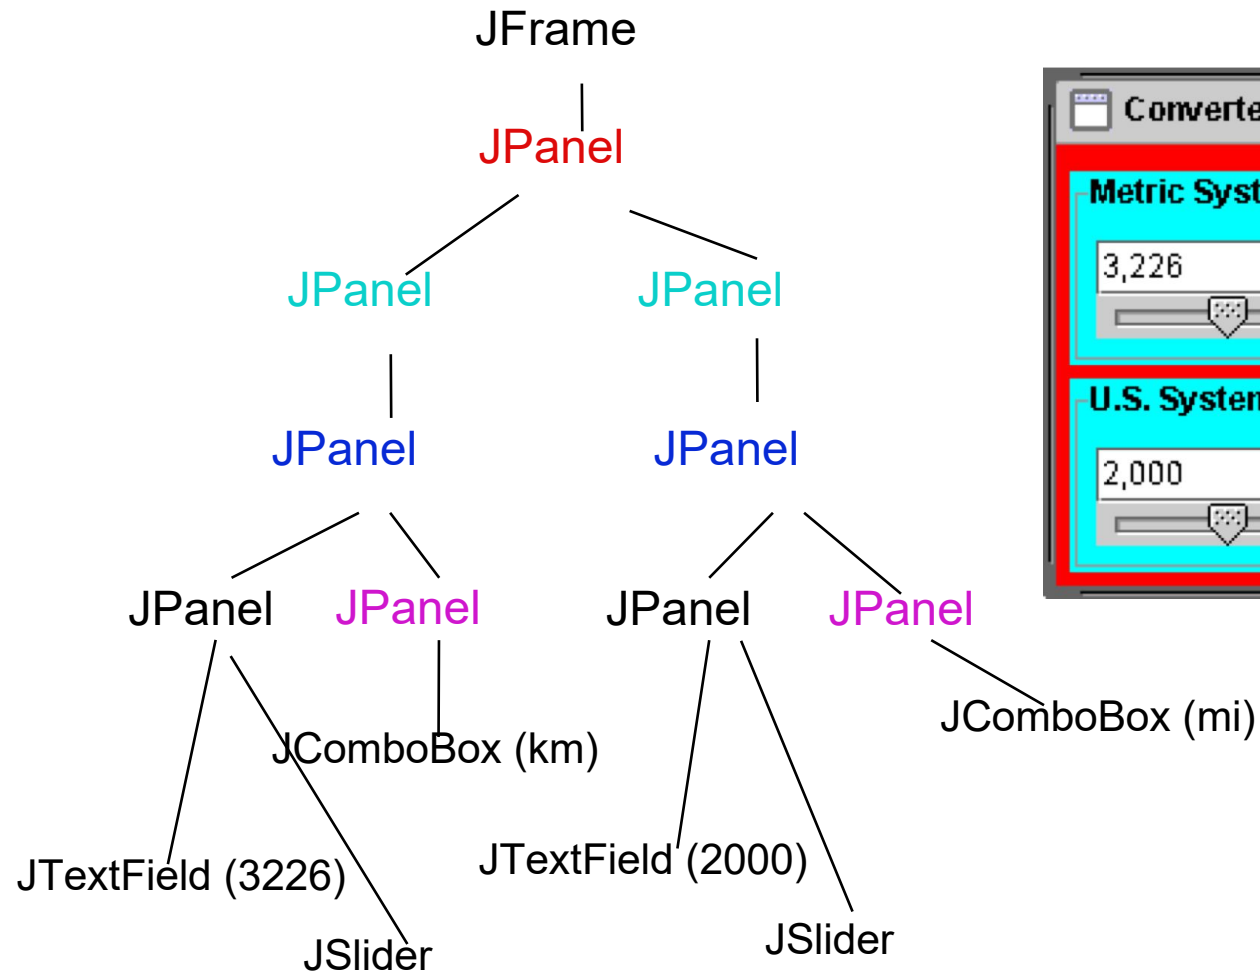 JFrame
JPanel
JPanel JPanel
JPanel JPanel
JPanel JPanel JPanel JPanel
JComboBox (km)
JComboBox (mi)
JTextField (3226)
JTextField (2000)
JSlider
JSlider
Converte
Metric Syst
3,226
U.S. System
2,000